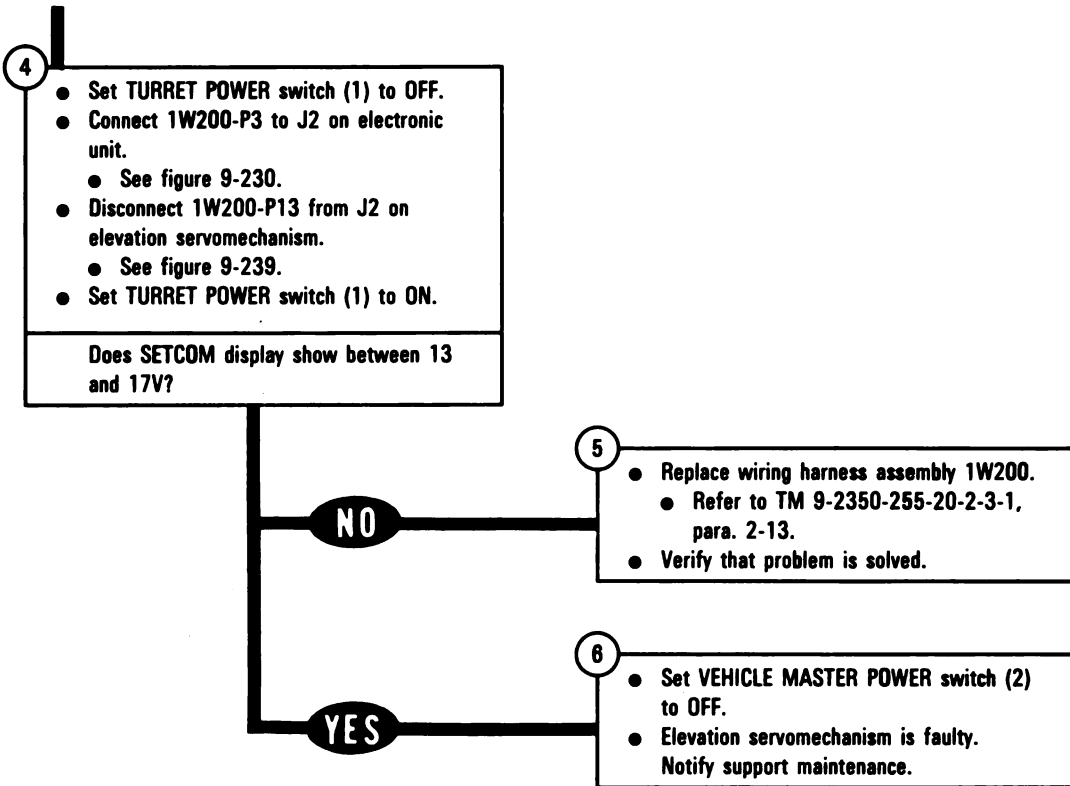 4
● Set TURRET POWER switch (1) to OFF.
● Connect 1W200-P3 to J2 on electronic
unit.
● See figure 9-230.
● Disconnect 1W200-P13 from J2 on
elevation servomechanism.
● See figure 9-239.
● Set TURRET POWER switch (1) to ON.
Does SETCOM display show between 13
and 17V?
NO
5
● Replace wiring harness assembly 1W200.
● Refer to TM 9-2350-255-20-2-3-1,
para. 2-13.
● Verify that problem is solved.
YES
6
● Set VEHICLE MASTER POWER switch (2)
to OFF.
● Elevation servomechanism is faulty.
Notify support maintenance.